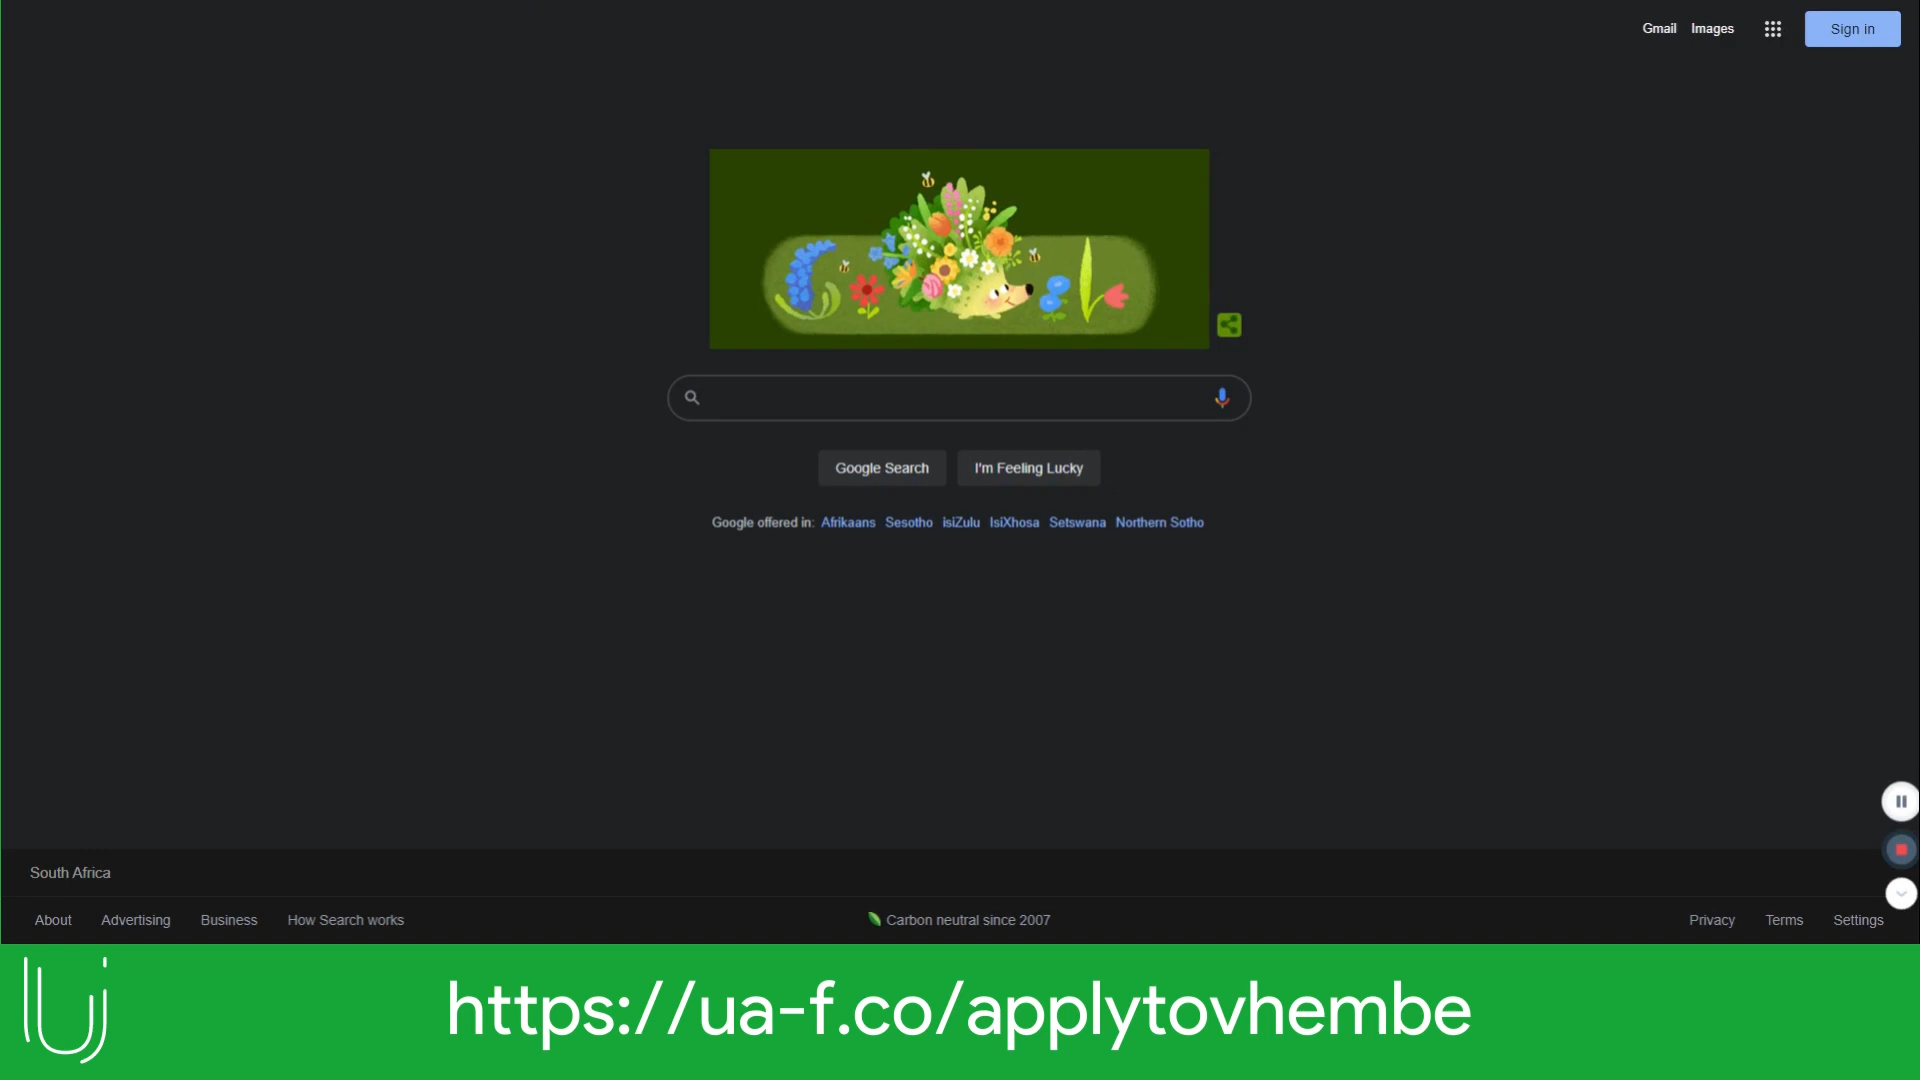 Gmail Images Sign in
Google Search I'm Feeling Lucky
Google offered in: Afrikaans Sesotho isiZulu IsiXhosa Setswana Northern Sotho
South Africa
About Advertising Business How Search works Carbon neutral since 2007 Privacy Terms Settings
https://ua-f.co/applytovhembe